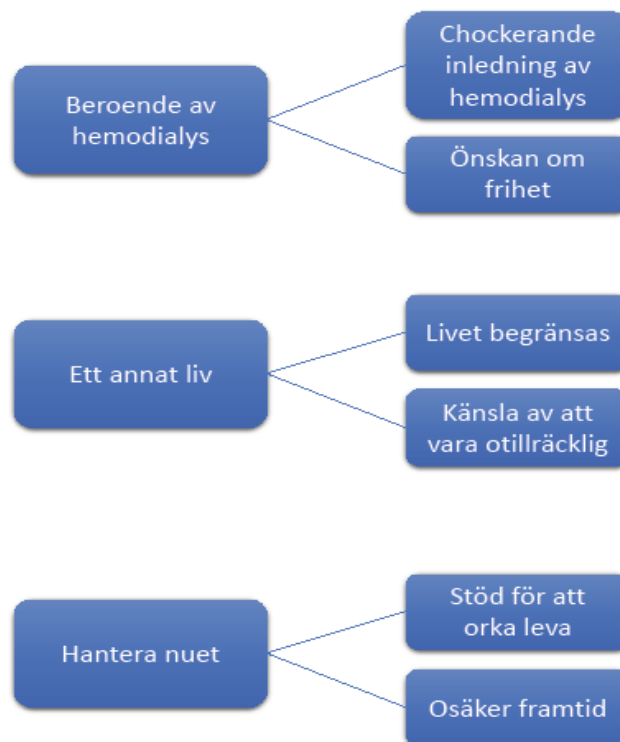 Beroende av
hemodialys
Chockerande
inledning av
hemodialys
Önskan om
frihet
Ett annat liv
Livet begränsas
Känsla av att
vara otillräcklig
Hantera nuet
Stöd för att
orka leva
Osäker framtid